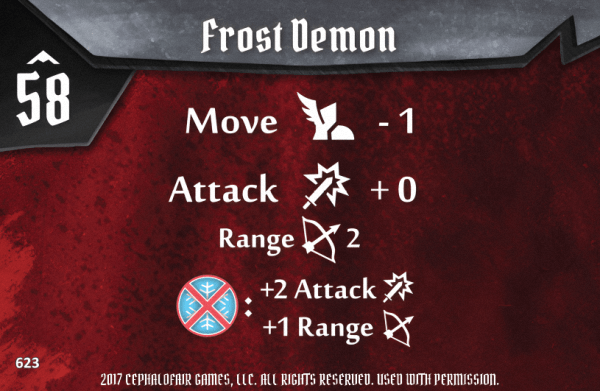 Frost Demon
58
Move - 1
Attack + 0
Range 2
: +2 Attack
+1 Range
623
2017 CEPHALOFAIR GAMES, LLC. ALL RIGHTS RESERVED. USED WITH PERMISSION.